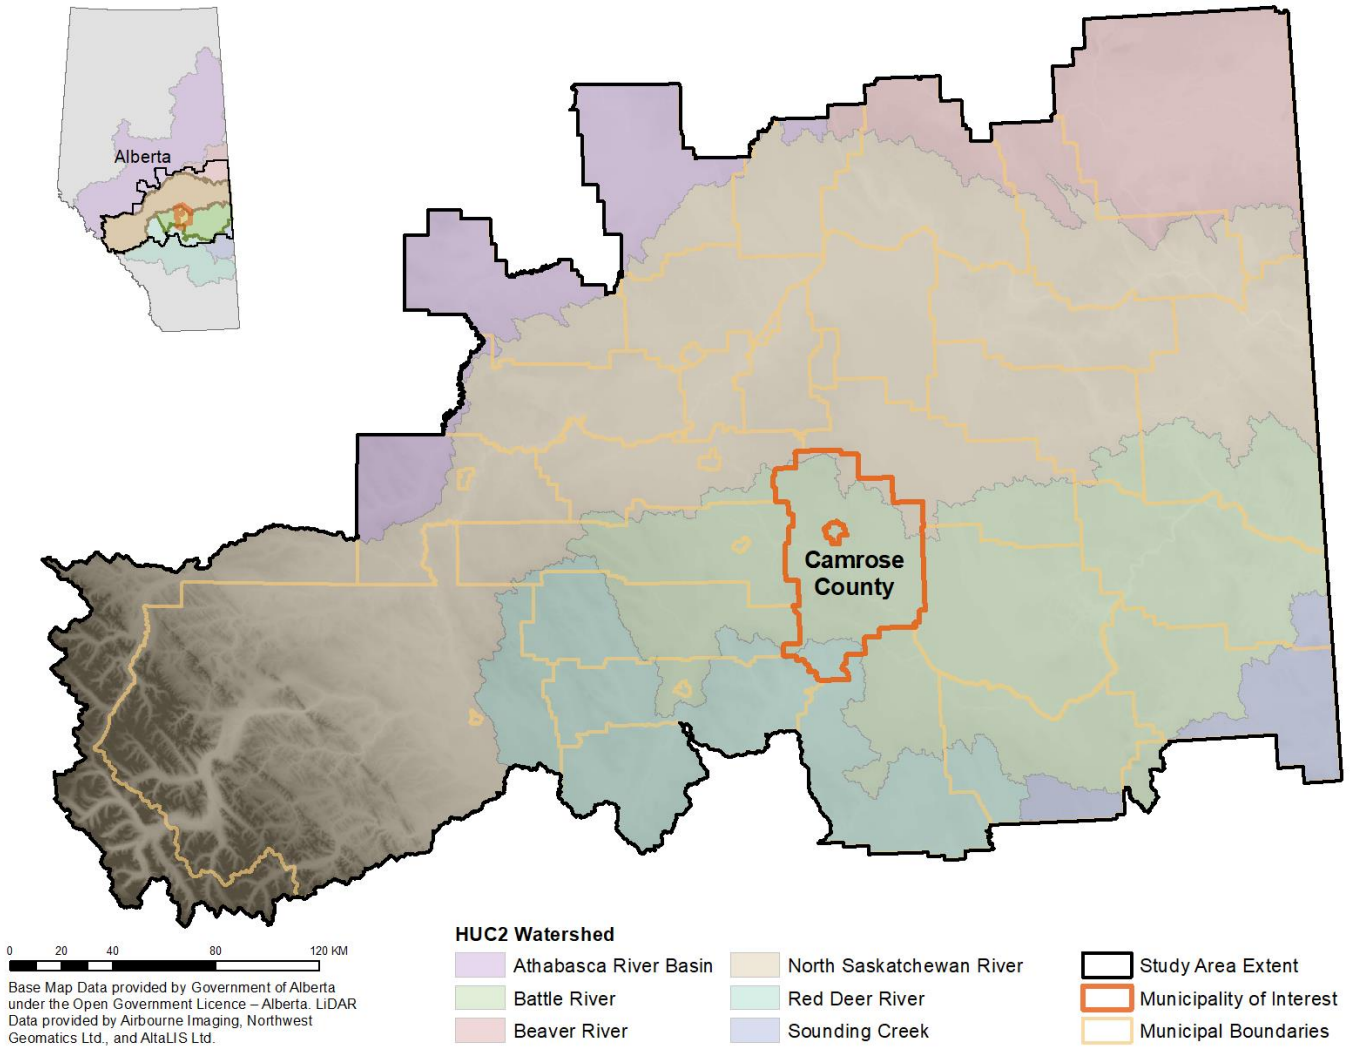 Alberta
Camrose
County
0 20 40 80 120 KM
Base Map Data provided by Government of Alberta
under the Open Government Licence – Alberta. LiDAR
Data provided by Airbourne Imaging, Northwest
Geomatics Ltd., and AltaLIS Ltd.
HUC2 Watershed
Athabasca River Basin
Battle River
Beaver River
North Saskatchewan River
Red Deer River
Sounding Creek
Study Area Extent
Municipality of Interest
Municipal Boundaries